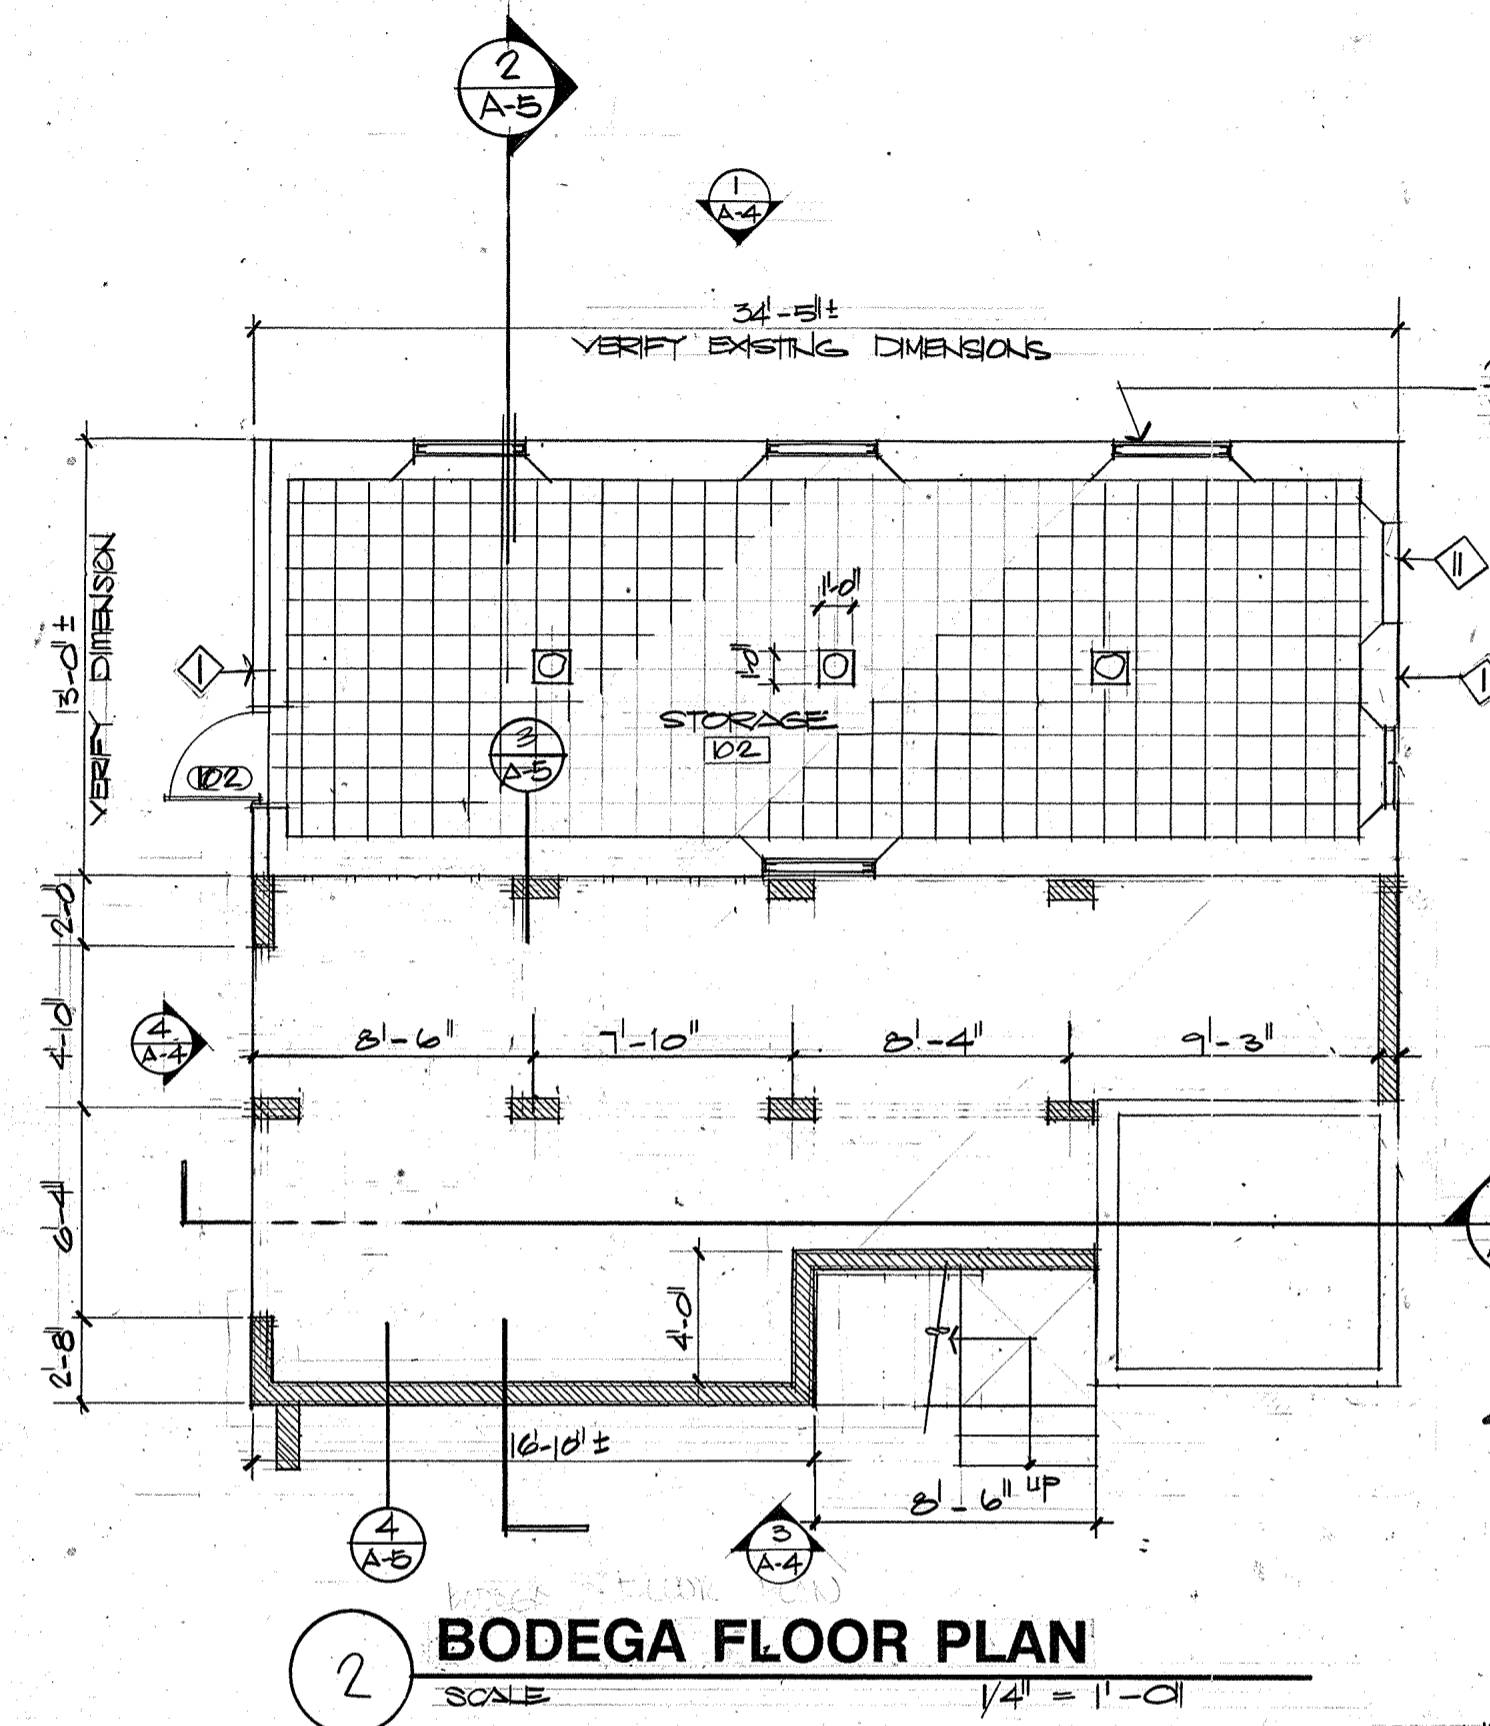 2
A-5
1
A-4
34'-5"±
VERIFY EXISTING DIMENSIONS
13'-0"±
VERIFY DIMENSION
11
1
1'-0"
1'-0"
1
STORAGE
102
102
3
A-5
2'-0"
4'-10"
6'-4"
2'-8"
4
A-4
8'-6"
7'-10"
8'-4"
9'-3"
4'-0"
16'-10"±
UP
8'-6"
4
A-5
3
A-4
BODEGA FLOOR PLAN
2
BODEGA FLOOR PLAN
SCALE 1/4" = 1'-0"